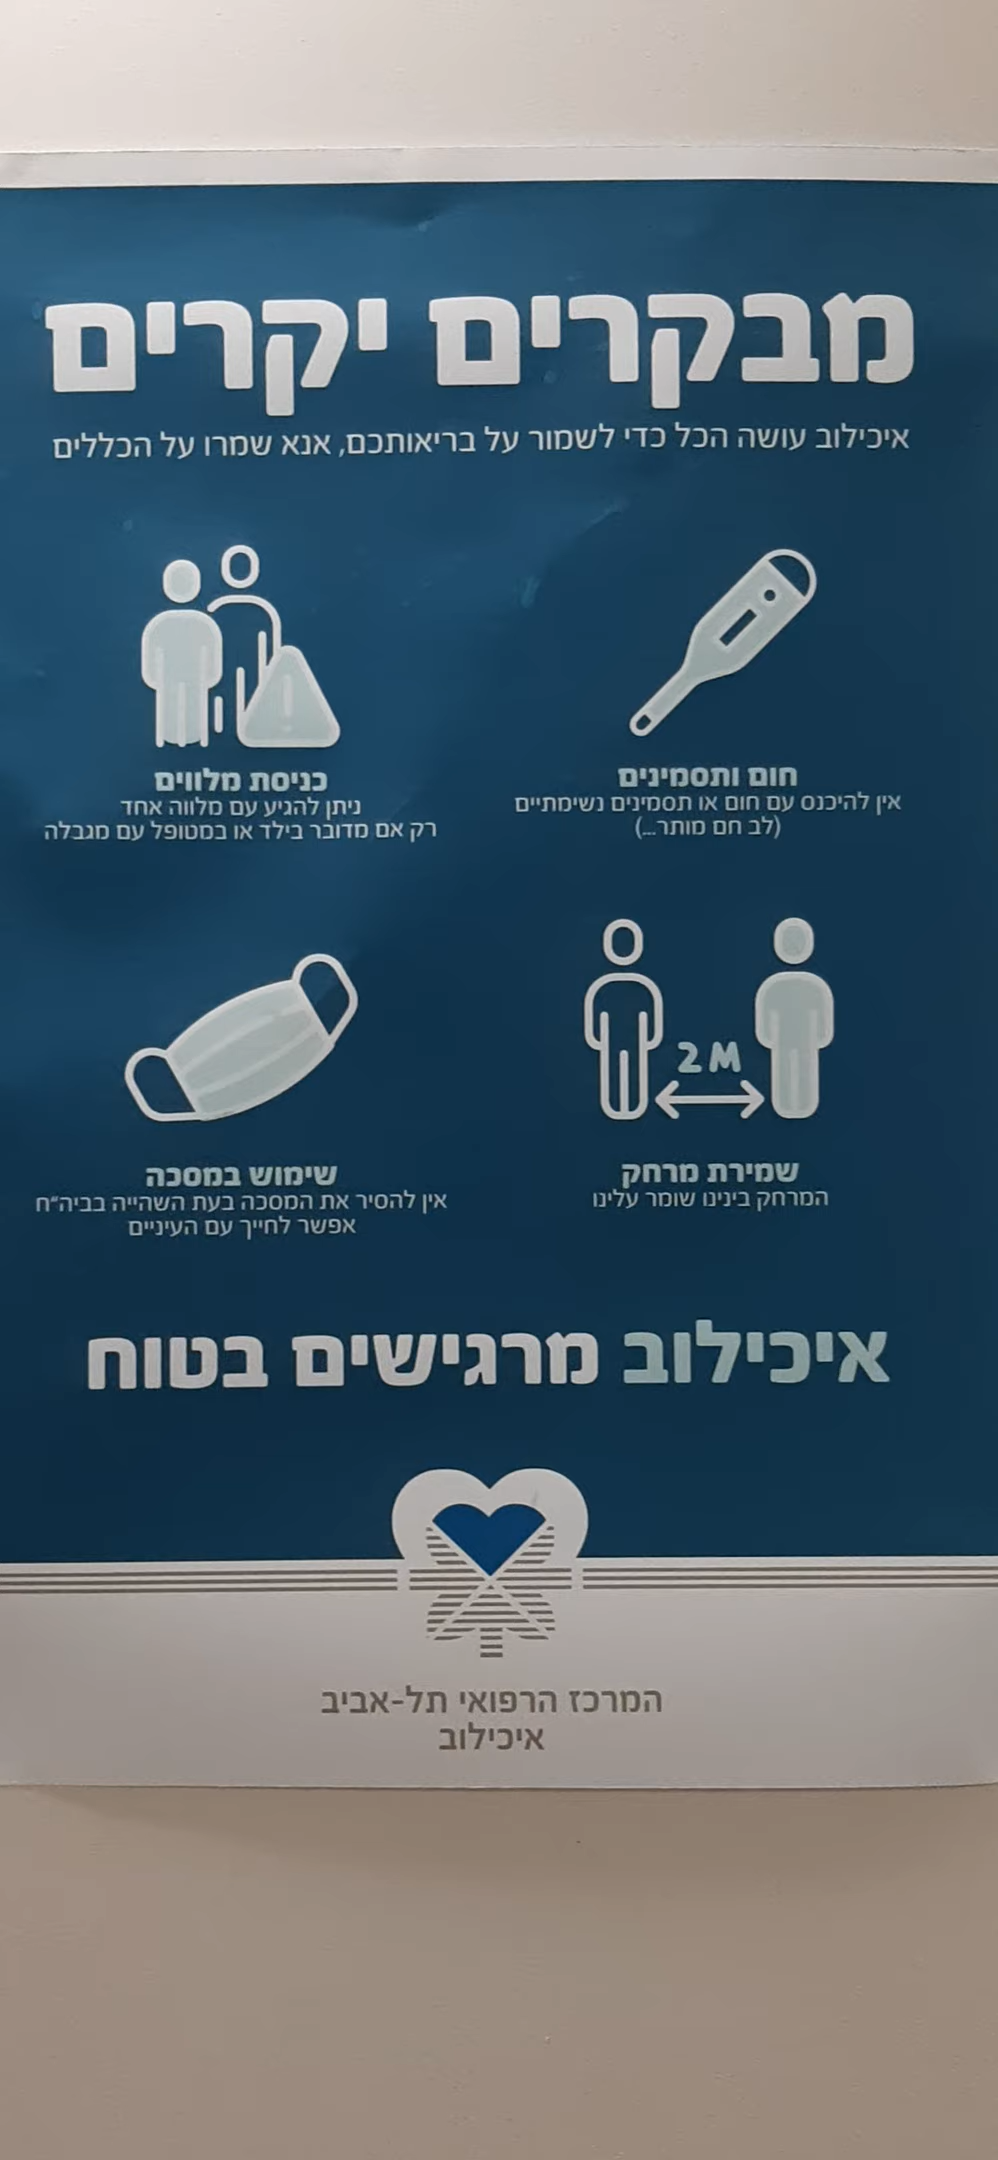 מבקרים יקרים
איכילוב עושה הכל כדי לשמור על בריאותכם, אנא שמרו על הכללים
חום ותסמינים
אין להיכנס עם חום או תסמינים נשימתיים
(לב חם מותר...)
כניסת מלווים
ניתן להגיע עם מלווה אחד
רק אם מדובר בילד או במטופל עם מגבלה
2M
שמירת מרחק
המרחק בינינו שומר עלינו
שימוש במסכה
אין להסיר את המסכה בעת השהייה בביה"ח
אפשר לחייך עם העיניים
איכילוב מרגישים בטוח
המרכז הרפואי תל-אביב
איכילוב